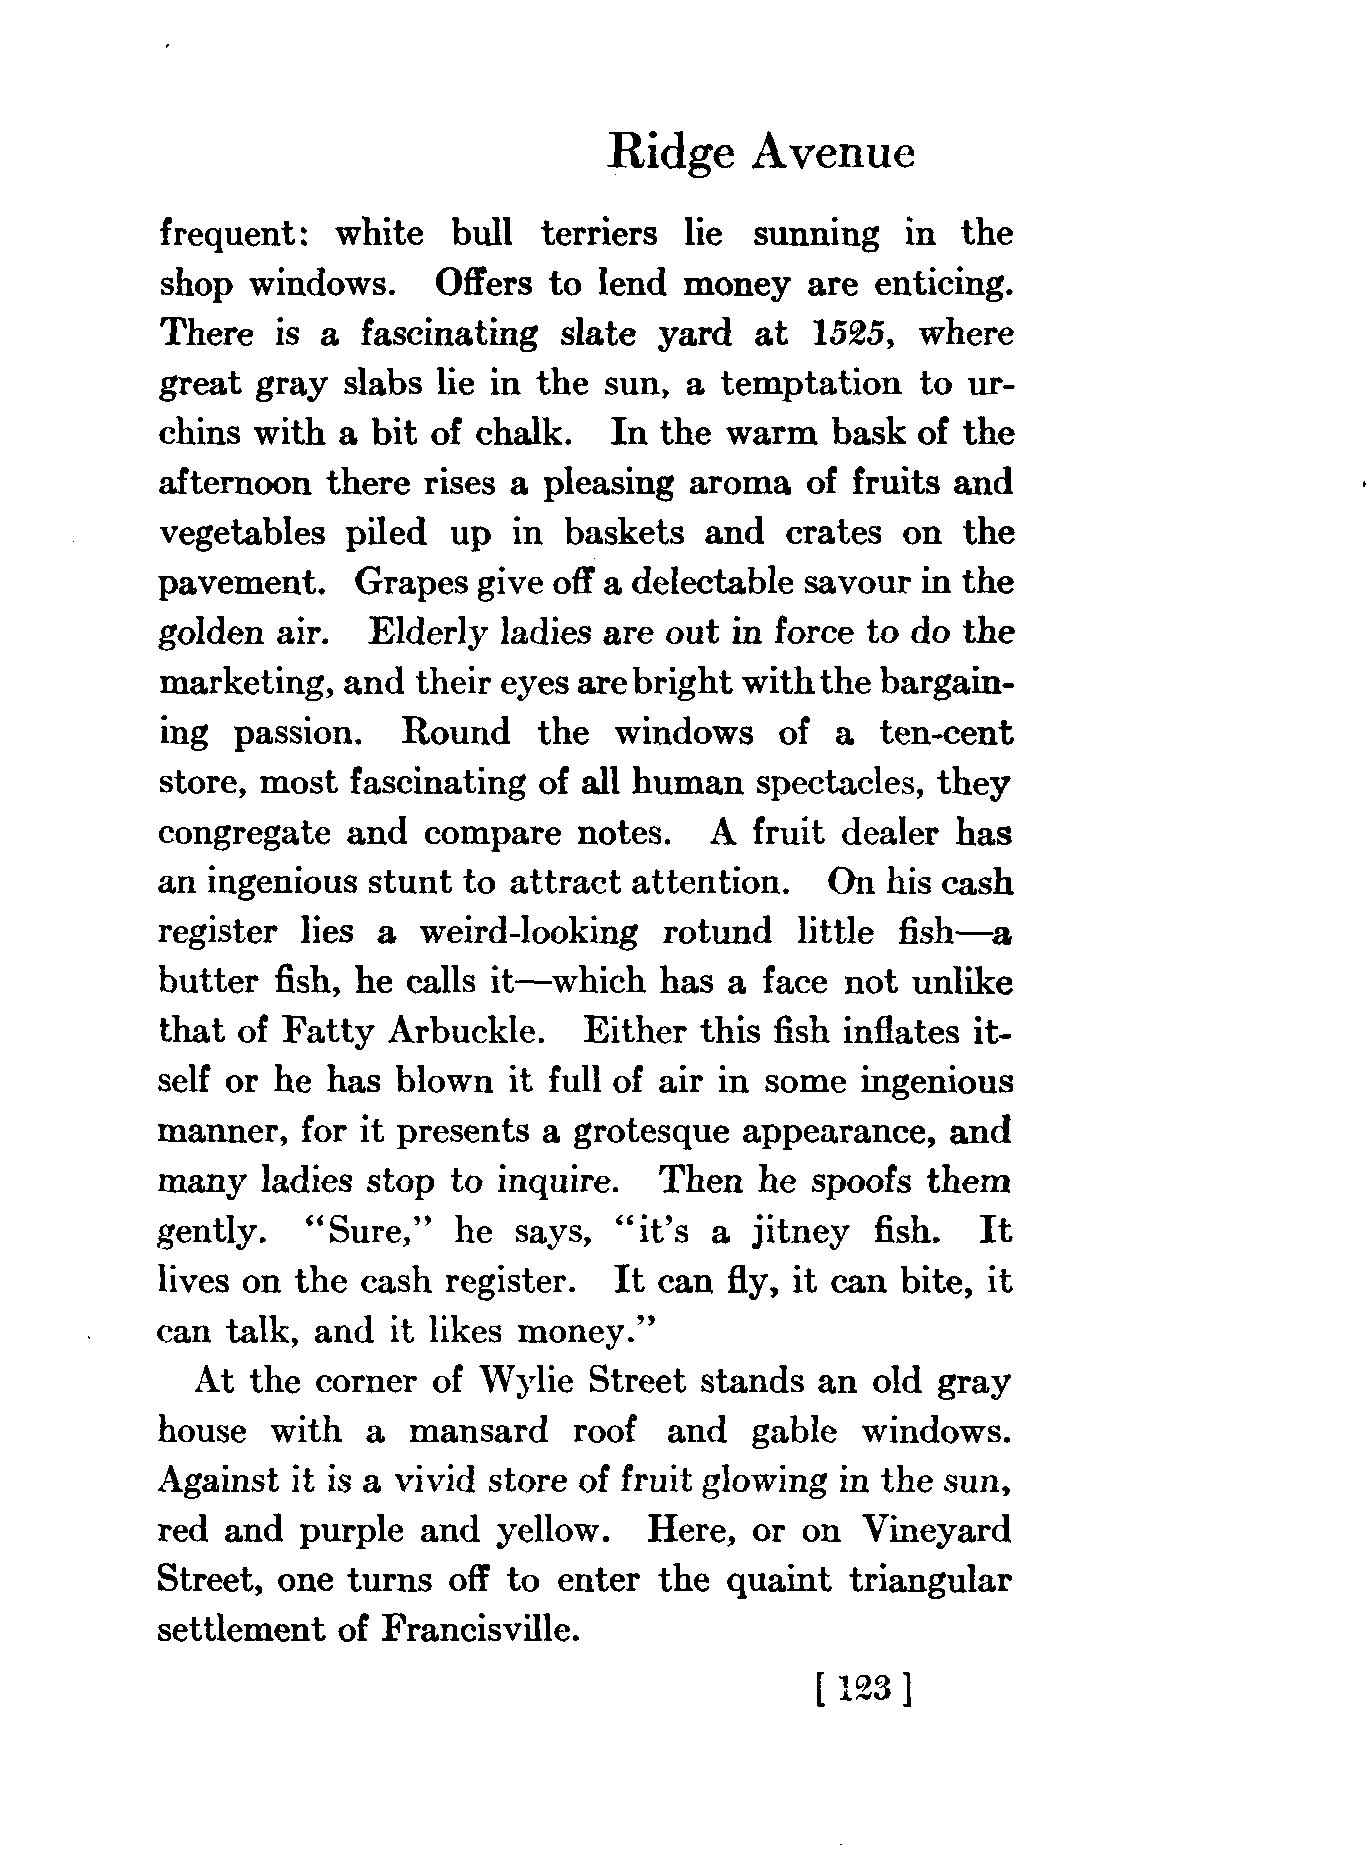 Ridge Avenue
frequent: white bull terriers lie sunning in the
shop windows. Offers to lend money are enticing.
There is a fascinating slate yard at 1525, where
great gray slabs lie in the sun, a temptation to ur-
chins with a bit of chalk. In the warm bask of the
afternoon there rises a pleasing aroma of fruits and
vegetables piled up in baskets and crates on the
pavement. Grapes give off a delectable savour in the
golden air. Elderly ladies are out in force to do the
marketing, and their eyes are bright with the bargain-
ing passion. Round the windows of a ten-cent
store, most fascinating of all human spectacles, they
congregate and compare notes. A fruit dealer has
an ingenious stunt to attract attention. On his cash
register lies a weird-looking rotund little fish—a
butter fish, he calls it—which has a face not unlike
that of Fatty Arbuckle. Either this fish inflates it-
self or he has blown it full of air in some ingenious
manner, for it presents a grotesque appearance, and
many ladies stop to inquire. Then he spoofs them
gently. "Sure," he says, "it's a jitney fish. It
lives on the cash register. It can fly, it can bite, it
can talk, and it likes money."
At the corner of Wylie Street stands an old gray
house with a mansard roof and gable windows.
Against it is a vivid store of fruit glowing in the sun,
red and purple and yellow. Here, or on Vineyard
Street, one turns off to enter the quaint triangular
settlement of Francisville.
[ 123 ]